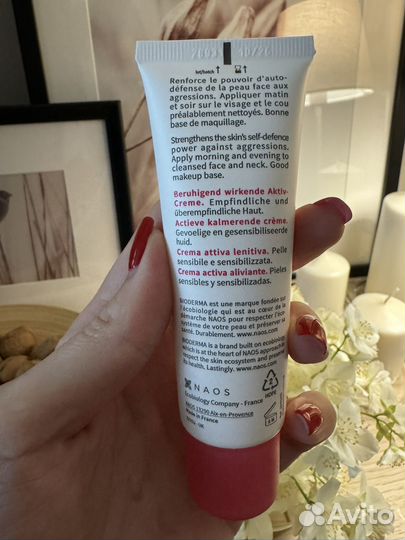 lot/batch
Renforce le pouvoir d'auto-
défense de la peau face aux
agressions. Appliquer matin
et soir sur le visage et le cou
préalablement nettoyés. Bonne
base de maquillage.
Strengthens the skin's self-defence
power against aggressions.
Apply morning and evening to
cleansed face and neck. Good
makeup base.
Beruhigend wirkende Aktiv-
Creme. Empfindliche und
überempfindliche Haut.
Actieve kalmerende crème.
Gevoelige en gesensibiliseerde
huid.
Crema attiva lenitiva. Pelle
sensibile e sensibilizzata.
Crema activa aliviante. Pieles
sensibles y sensibilizadas.
BIODERMA est une marque fondée sur
l'écobiologie qui est au cœur de la
démarche NAOS pour respecter l'éco-
système de votre peau et préserver sa
santé. Durablement. www.naos.com
BIODERMA is a brand built on ecobiology
which is at the heart of NAOS approach
respect the skin ecosystem and preserve
its health. Lastingly. www.naos.com
NAOS
Ecobiology Company - France
NAOS 13290 Aix-en-Provence
Made in France
HDPE
Avito